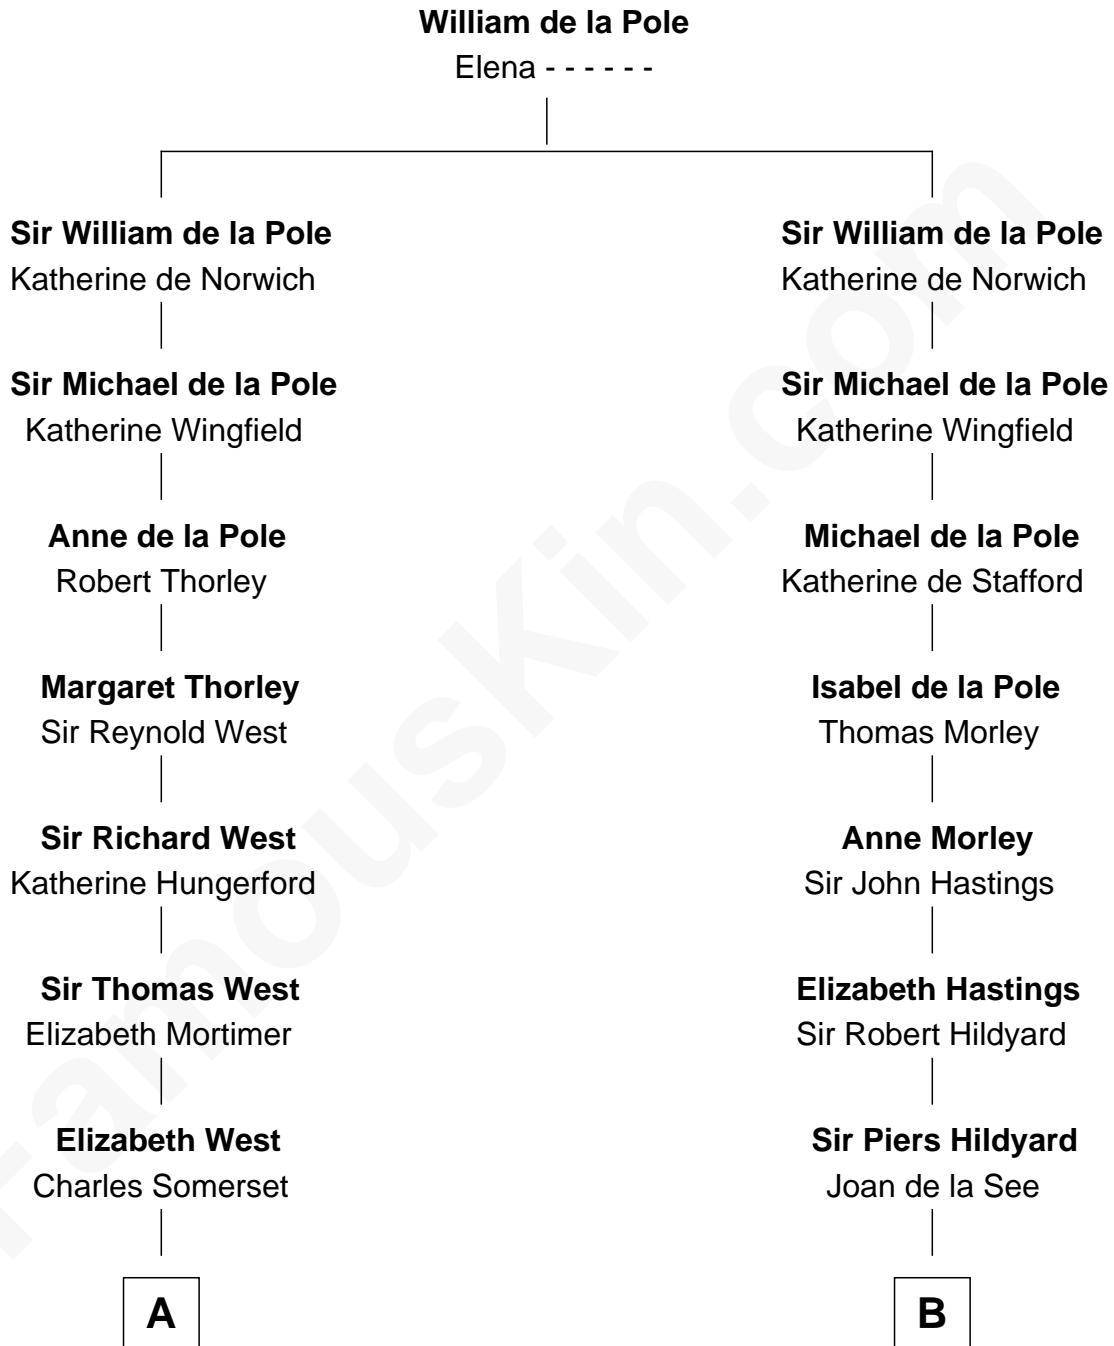 William de la Pole
Elena - - - - - -
Sir William de la Pole
Katherine de Norwich
Sir William de la Pole
Katherine de Norwich
Sir Michael de la Pole
Katherine Wingfield
Sir Michael de la Pole
Katherine Wingfield
Anne de la Pole
Robert Thorley
Michael de la Pole
Katherine de Stafford
Margaret Thorley
Sir Reynold West
Isabel de la Pole
Thomas Morley
Sir Richard West
Katherine Hungerford
Anne Morley
Sir John Hastings
Sir Thomas West
Elizabeth Mortimer
Elizabeth Hastings
Sir Robert Hildyard
Elizabeth West
Charles Somerset
Sir Piers Hildyard
Joan de la See
A
B
FamousKin.com